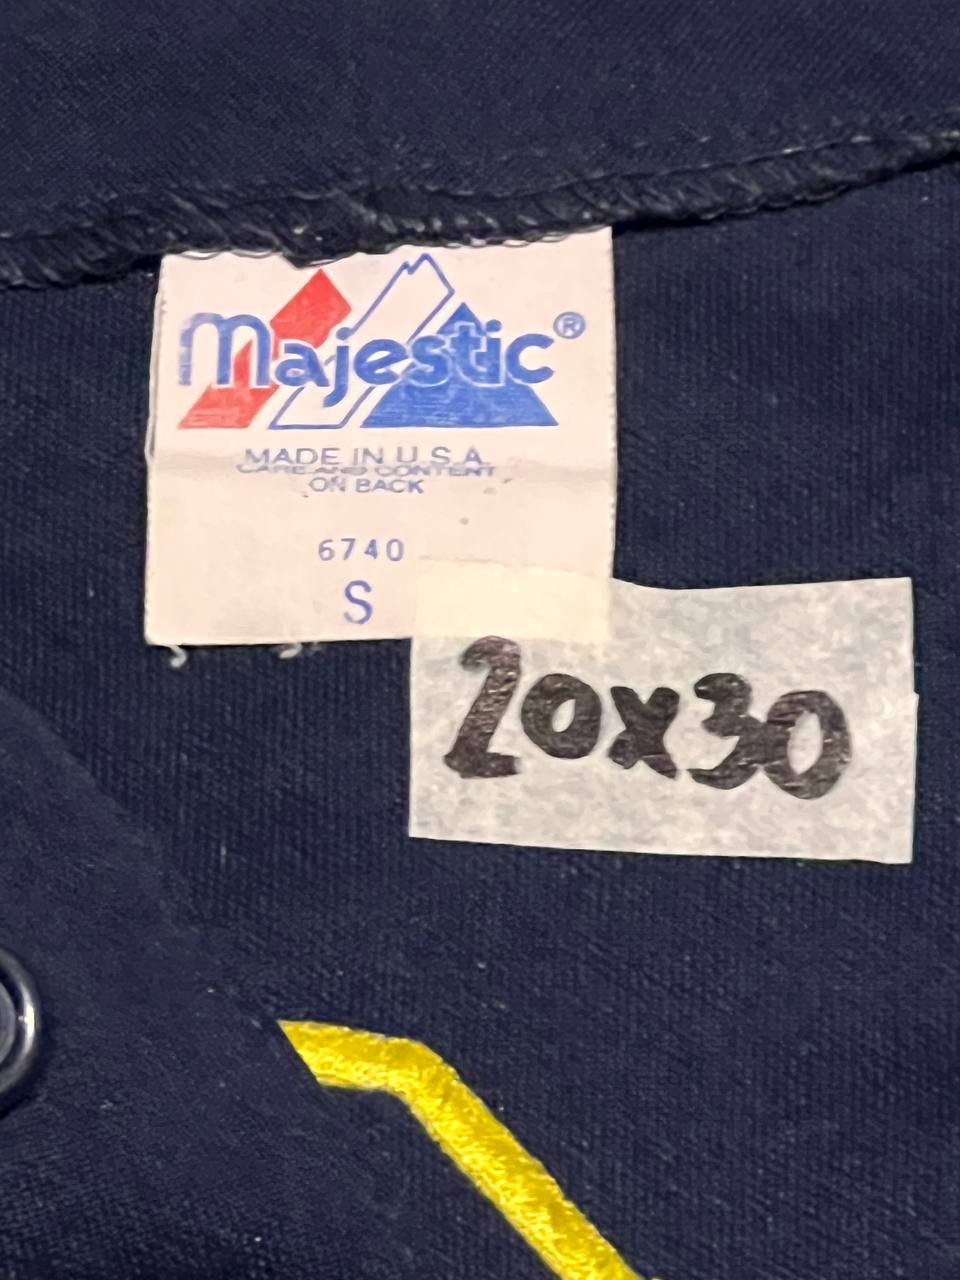 Majestic®
MADE IN U.S.A.
CARE AND CONTENT
ON BACK
6740
S
20x30